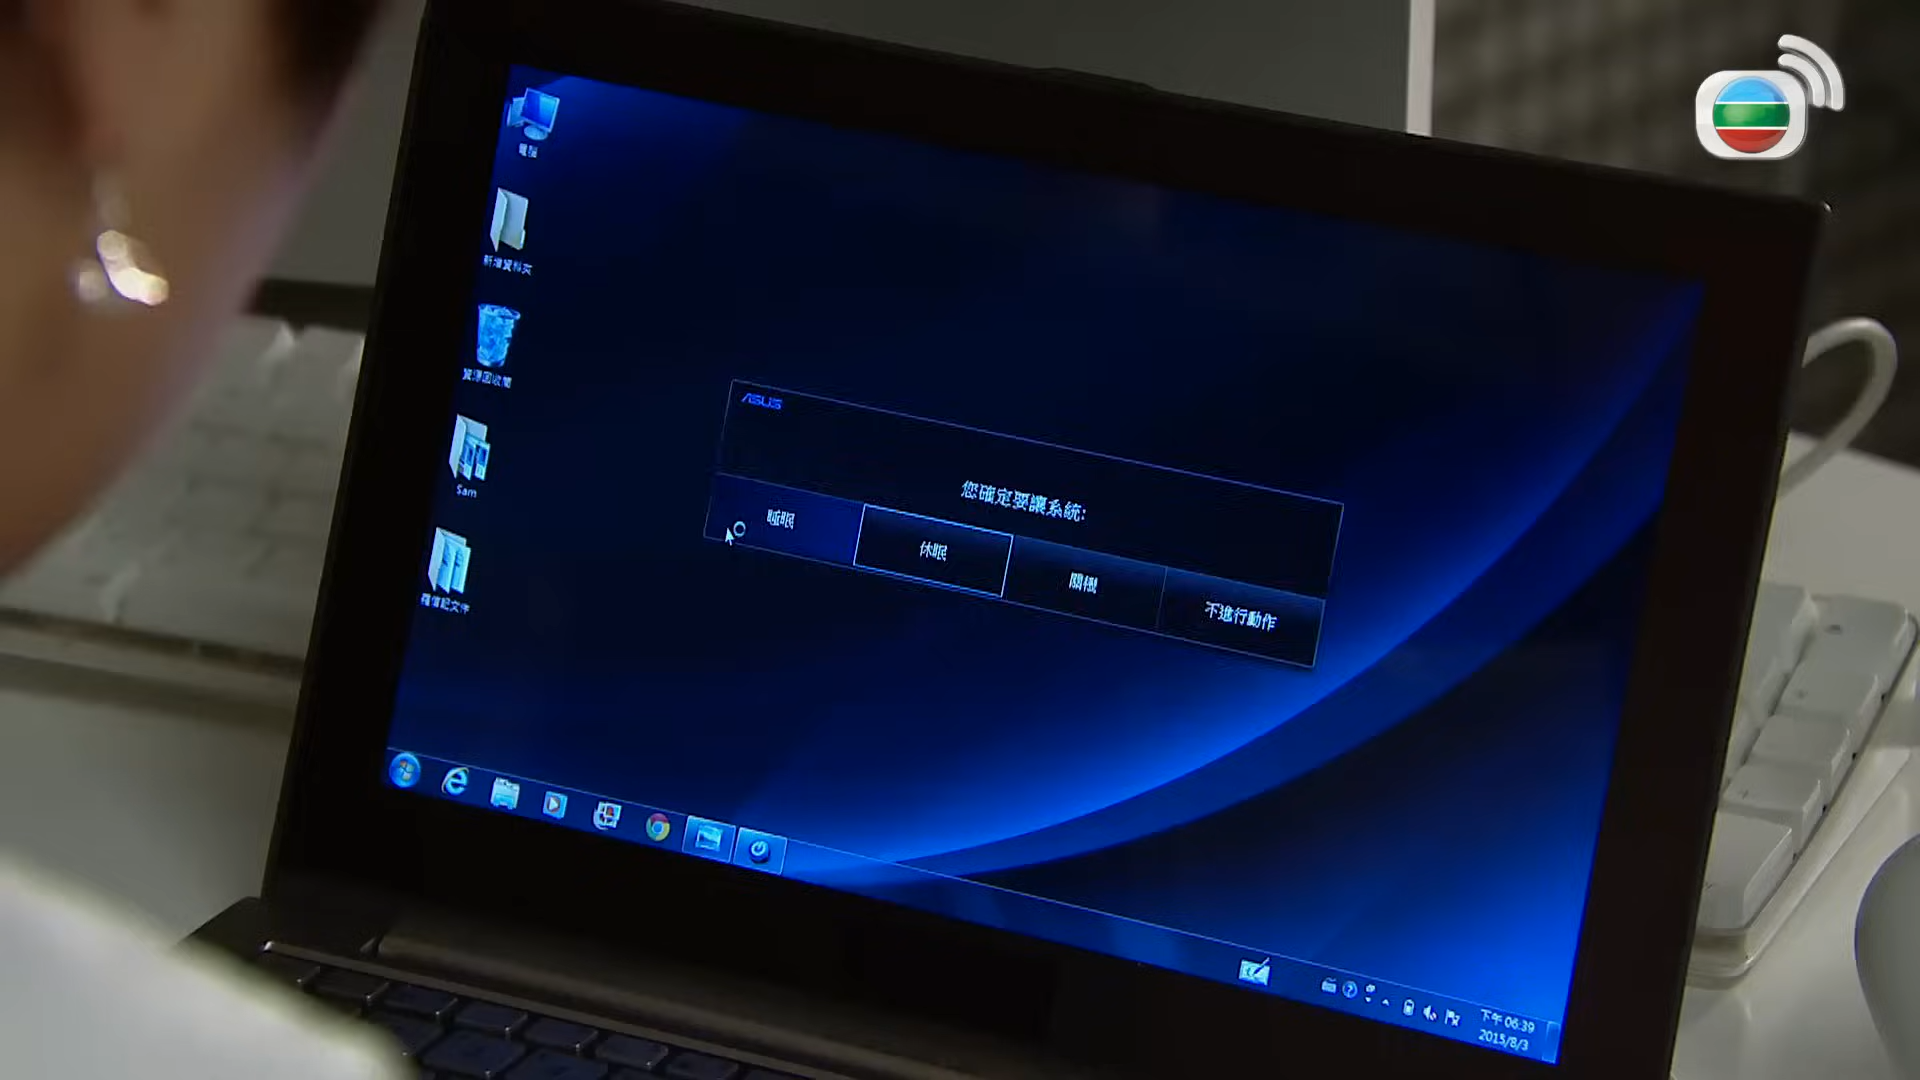 電腦
新增資料夾
資源回收筒
Sam
ASUS
您確定要讓系統:
睡眠
休眠
關機
不進行動作
下午 06:39
2015/8/3